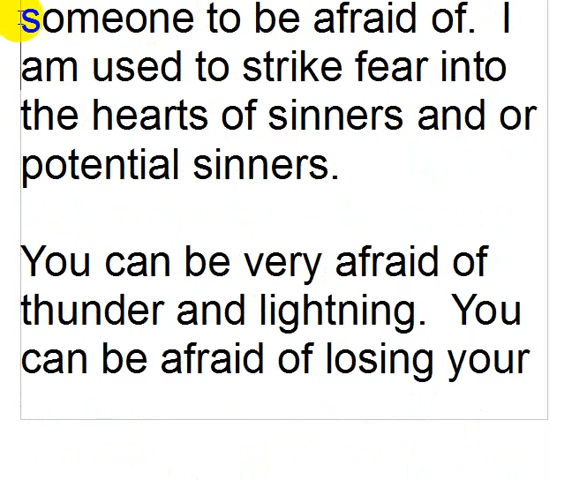 someone to be afraid of.  I
am used to strike fear into
the hearts of sinners and or
potential sinners.
You can be very afraid of
thunder and lightning.  You
can be afraid of losing your